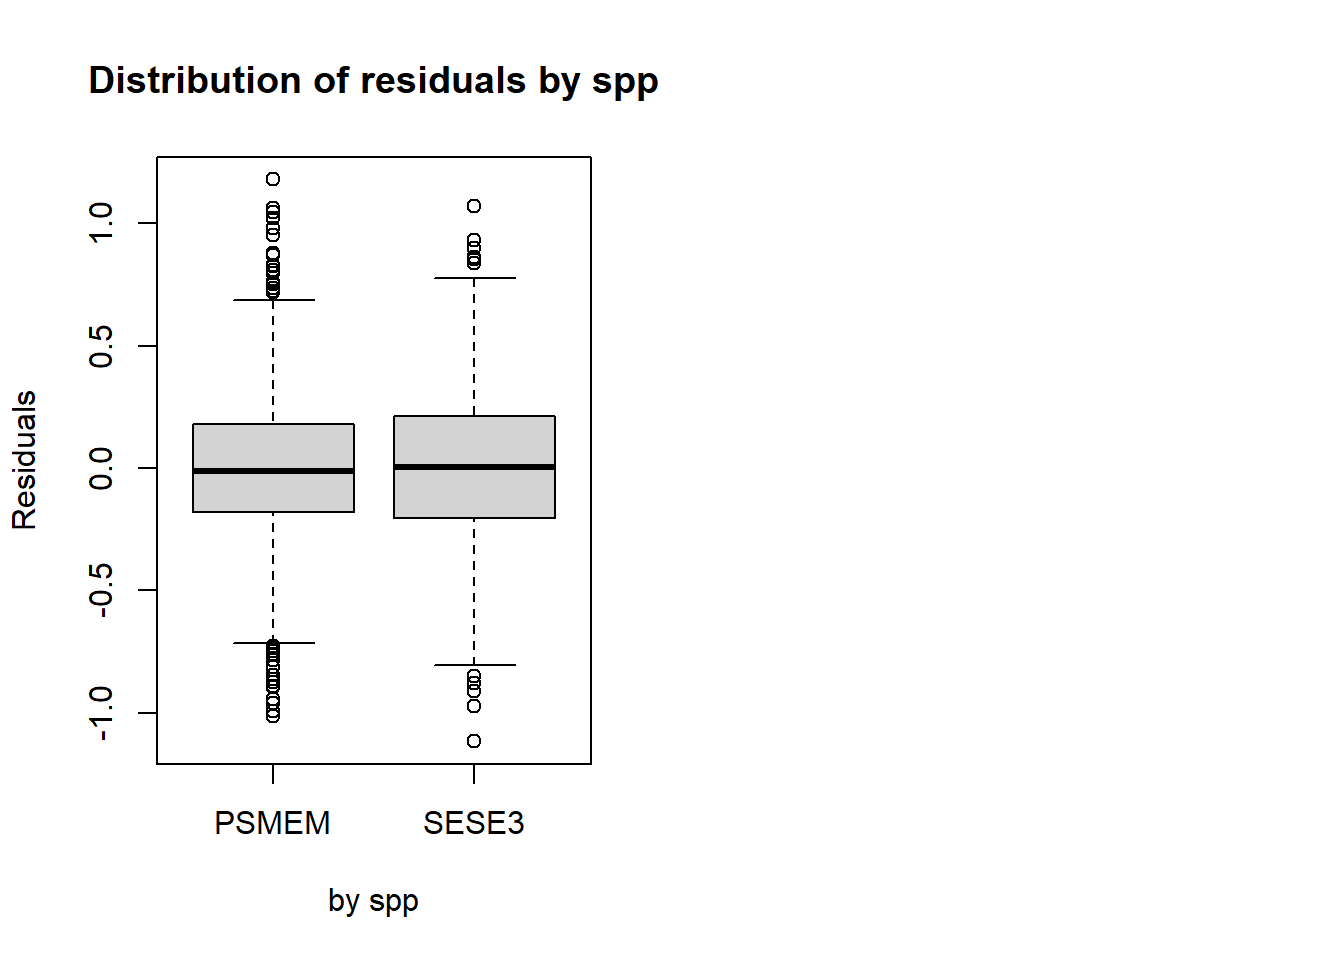 Distribution of residuals by spp
Residuals
1.0
0.5
0.0
-0.5
-1.0
PSMEM
SESE3
by spp